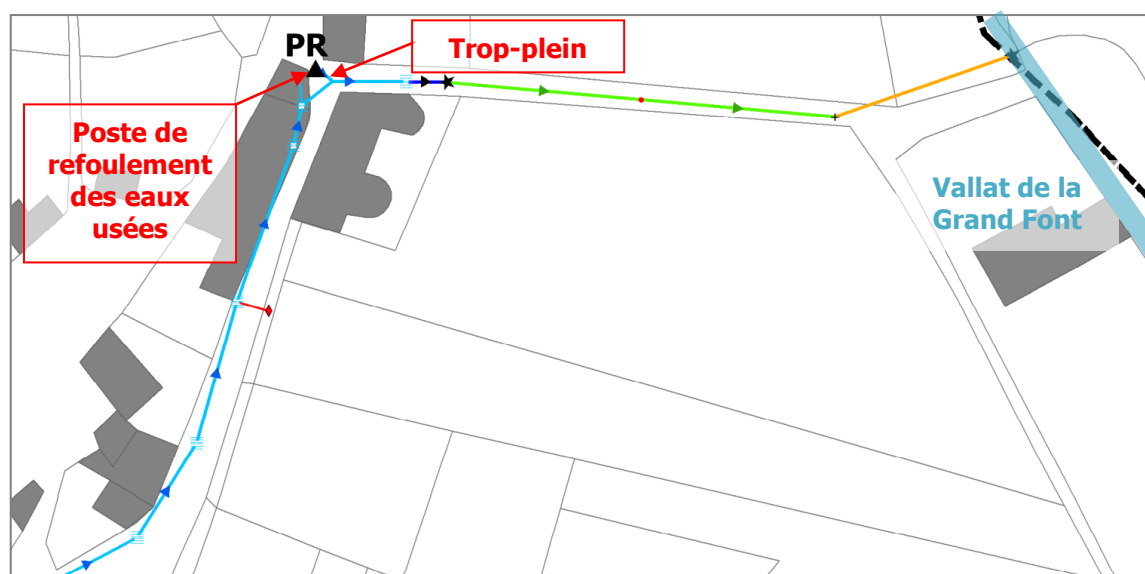 PR
Trop-plein
Poste de
refoulement
des eaux
usées
Vallat de la
Grand Font